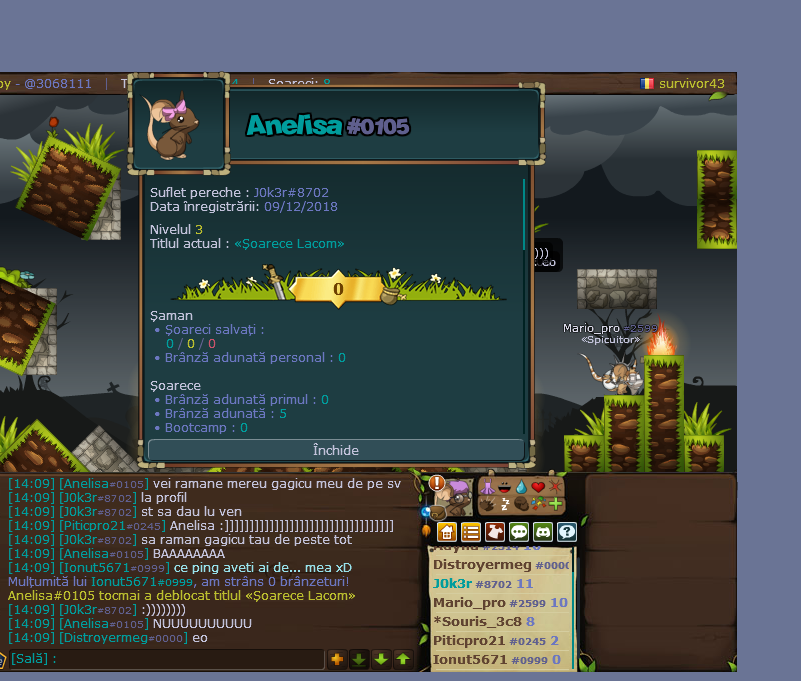 oy - @3068111 | T 4 | Șoareci: 8
survivor43
Anelisa #0105
Suflet pereche : J0k3r#8702
Data înregistrării: 09/12/2018
Nivelul 3
Titlul actual : «Șoarece Lacom»
0
Șaman
• Șoareci salvați :
0 / 0 / 0
• Brânză adunată personal : 0
Șoarece
• Brânză adunată primul : 0
• Brânză adunată : 5
• Bootcamp : 0
Închide
)))
eo
Mario_pro #2599
«Spicuitor»
[14:09] [Anelisa#0105] vei ramane mereu gagicu meu de pe sv
[14:09] [J0k3r#8702] la profil
[14:09] [J0k3r#8702] st sa dau lu ven
[14:09] [Piticpro21#0245] Anelisa :]]]]]]]]]]]]]]]]]]]]]]]]]]]]]]]]]]
[14:09] [J0k3r#8702] sa raman gagicu tau de peste tot
[14:09] [Anelisa#0105] BAAAAAAAA
[14:09] [Ionut5671#0999] ce ping aveti ai de... mea xD
Mulțumită lui Ionut5671#0999, am strâns 0 brânzeturi!
Anelisa#0105 tocmai a deblocat titlul «Șoarece Lacom»
[14:09] [J0k3r#8702] :))))))))
[14:09] [Anelisa#0105] NUUUUUUUUUU
[14:09] [Distroyermeg#0000] eo
[Sală] :
Distroyermeg #0000
J0k3r #8702 11
Mario_pro #2599 10
*Souris_3c8 8
Piticpro21 #0245 2
Ionut5671 #0999 0